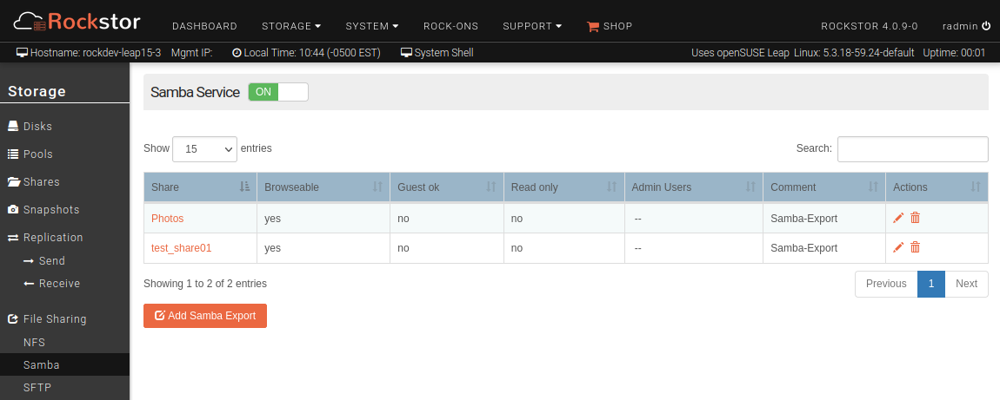 Rockstor DASHBOARD STORAGE SYSTEM ROCK-ONS SUPPORT SHOP ROCKSTOR 4.0.9-0 radmin
Hostname: rockdev-leap15-3 Mgmt IP: Local Time: 10:44 (-0500 EST) System Shell Uses openSUSE Leap Linux: 5.3.18-59.24-default Uptime: 00:01
Storage
Disks
Pools
Shares
Snapshots
Replication
Send
Receive
File Sharing
NFS
Samba
SFTP
Samba Service ON
Show 15 entries Search:
Share Browseable Guest ok Read only Admin Users Comment Actions
Photos yes no no -- Samba-Export
test_share01 yes no no -- Samba-Export
Showing 1 to 2 of 2 entries Previous 1 Next
Add Samba Export